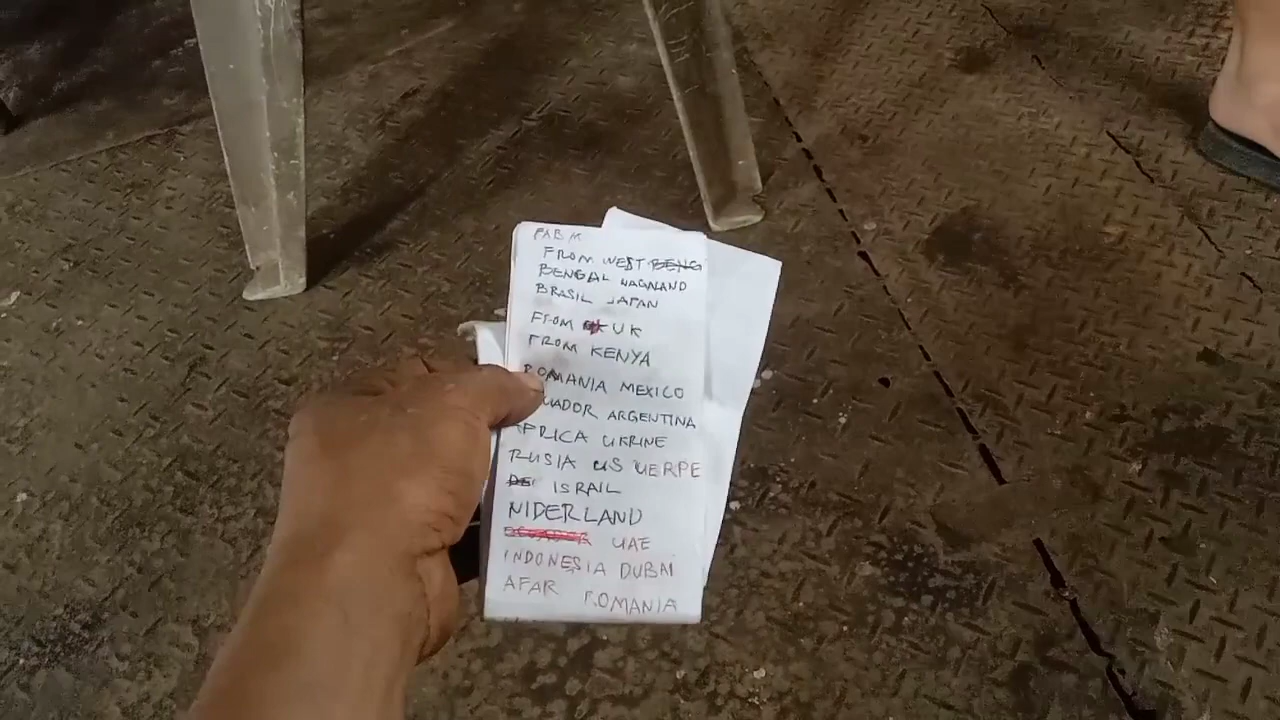 FROM WEST
BENGAL NAGALAND
BRASIL JAPAN
FROM UK
FROM KENYA
ROMANIA MEXICO
UADOR ARGENTINA
AFRICA UKRINE
RUSIA US UERPE
ISRAIL
NIDERLAND
UAE
INDONESIA DUBAI
AFAR ROMANIA